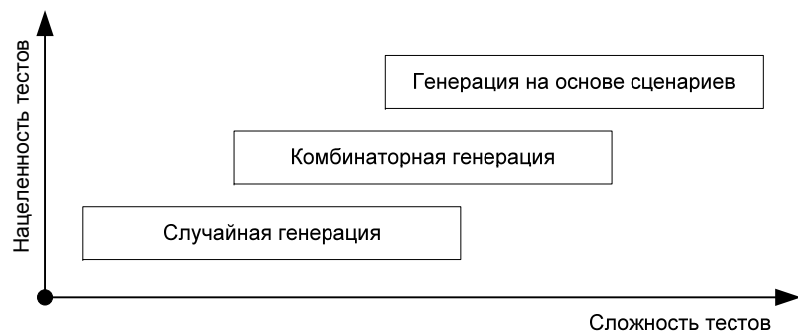 Нацеленность тестов
Генерация на основе сценариев
Комбинаторная генерация
Случайная генерация
Сложность тестов